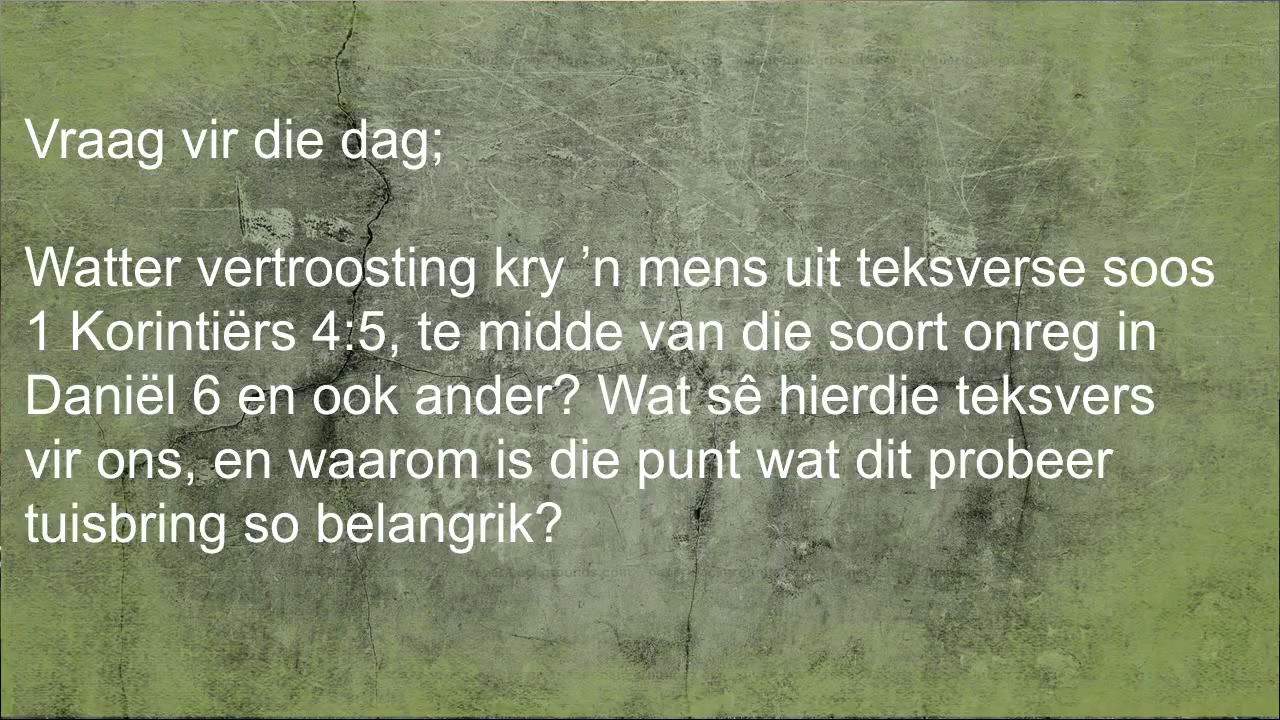 Vraag vir die dag;
Watter vertroosting kry ’n mens uit teksverse soos
1 Korintiërs 4:5, te midde van die soort onreg in
Daniël 6 en ook ander? Wat sê hierdie teksvers
vir ons, en waarom is die punt wat dit probeer
tuisbring so belangrik?